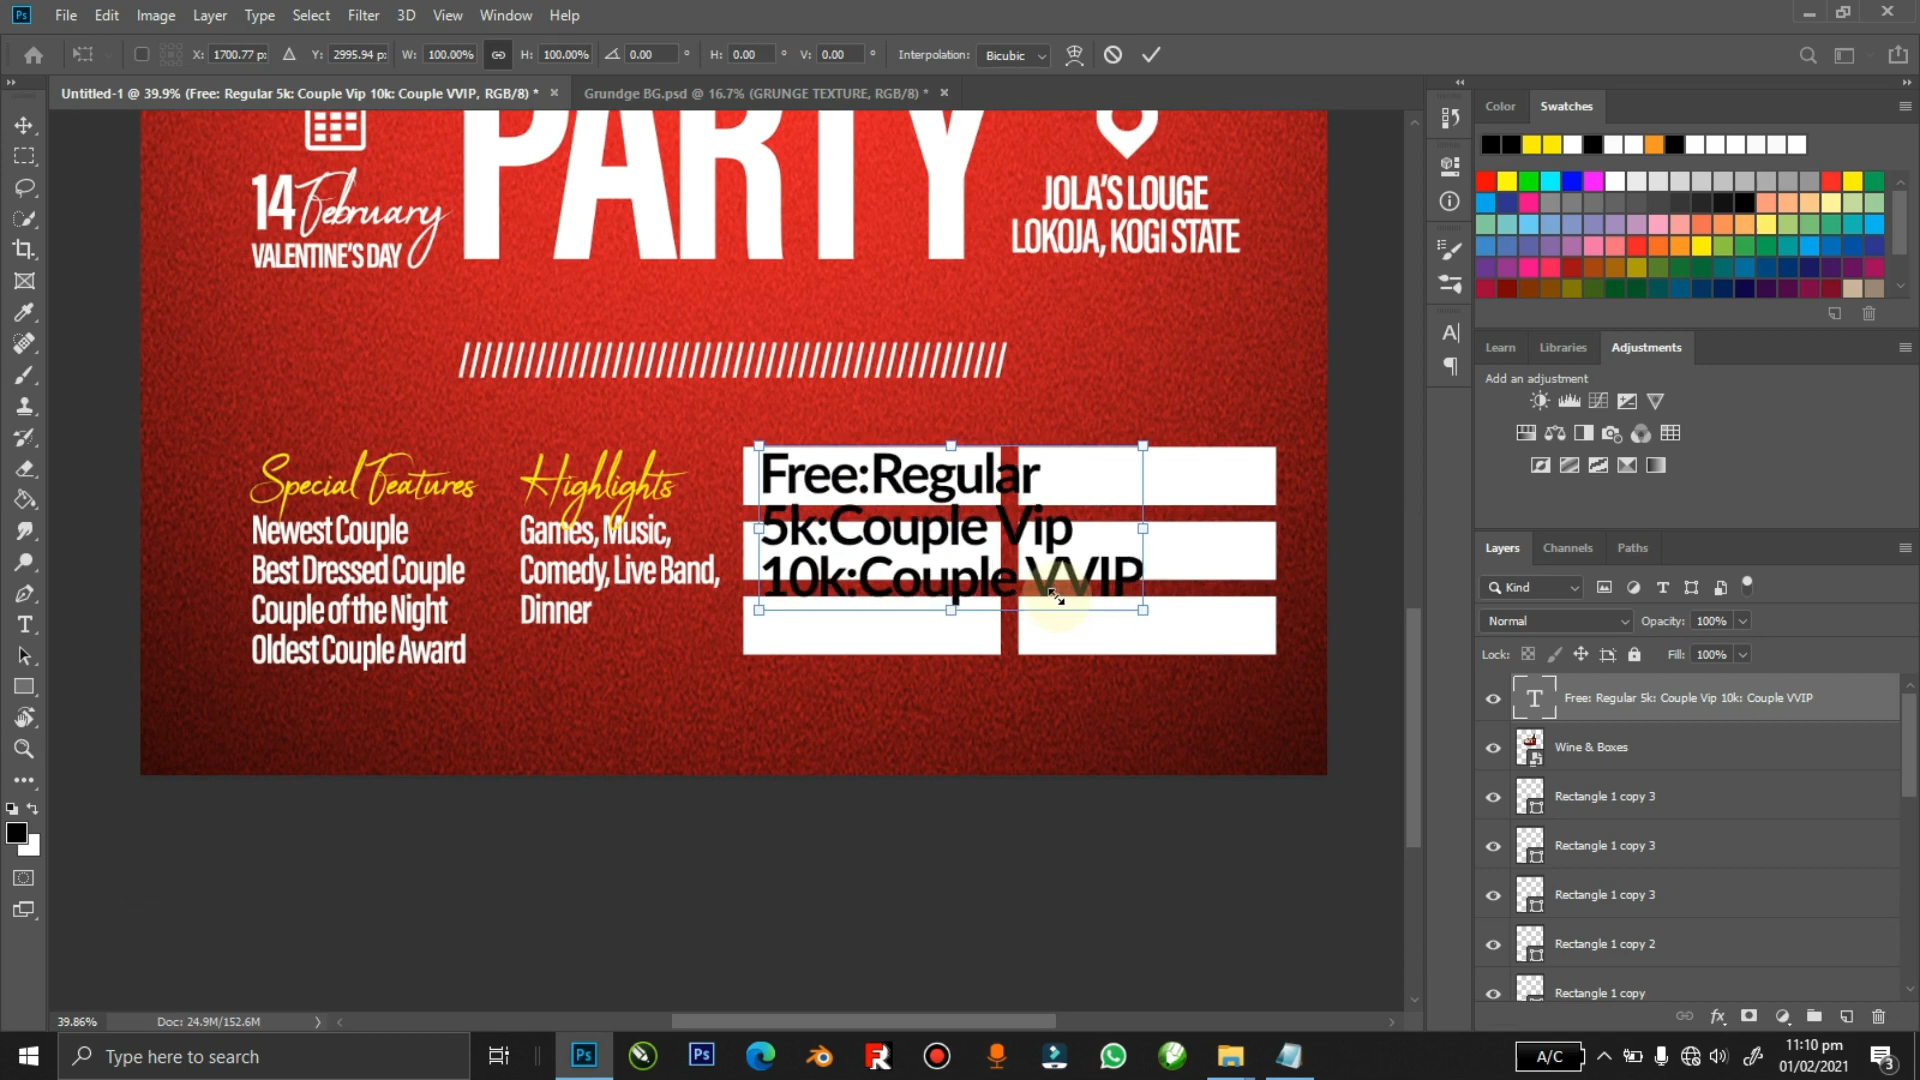 Ps File Edit Image Layer Type Select Filter 3D View Window Help
X: 1700.77 p: Y: 2995.94 p: W: 100.00% H: 100.00% 0.00 ° H: 0.00 ° V: 0.00 ° Interpolation: Bicubic
Untitled-1 @ 39.9% (Free: Regular 5k: Couple Vip 10k: Couple VVIP, RGB/8) * Grundge BG.psd @ 16.7% (GRUNGE TEXTURE, RGB/8) *
Color Swatches
PARTY
14 February
VALENTINE'S DAY
JOLA'S LOUGE
LOKOJA, KOGI STATE
////////////////////////////////////////////////
Special Features
Newest Couple
Best Dressed Couple
Couple of the Night
Oldest Couple Award
Highlights
Games, Music,
Comedy, Live Band,
Dinner
Free:Regular
5k:Couple Vip
10k:Couple VVIP
Learn Libraries Adjustments
Add an adjustment
Layers Channels Paths
Kind
Normal Opacity: 100%
Lock: Fill: 100%
Free: Regular 5k: Couple Vip 10k: Couple VVIP
Wine & Boxes
Rectangle 1 copy 3
Rectangle 1 copy 3
Rectangle 1 copy 3
Rectangle 1 copy 2
Rectangle 1 copy
fx
39.86% Doc: 24.9M/152.6M
Type here to search
Ps
Ps
A/C
11:10 pm
01/02/2021
3